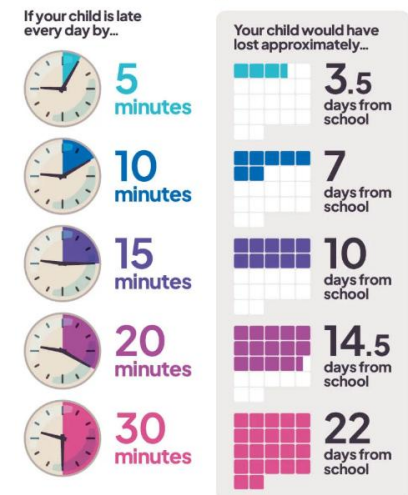 If your child is late
every day by...
Your child would have
lost approximately...
5
minutes
3.5
days from
school
10
minutes
7
days from
school
15
minutes
10
days from
school
20
minutes
14.5
days from
school
30
minutes
22
days from
school